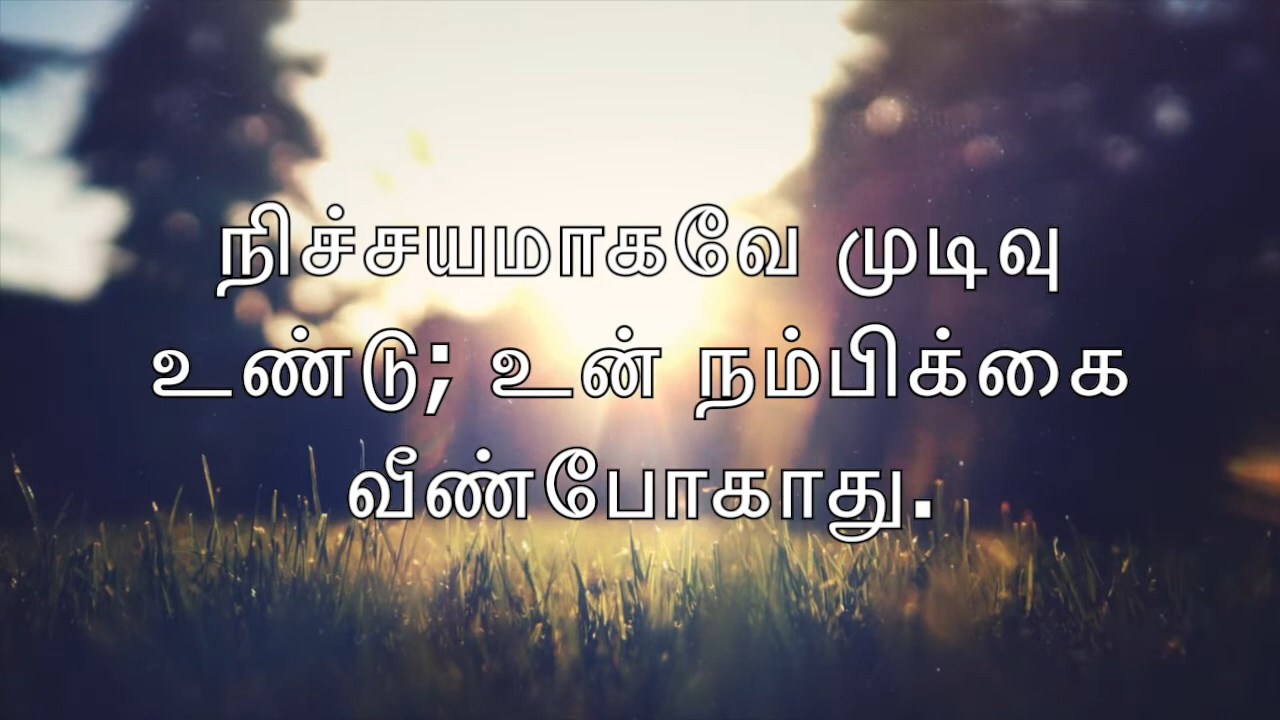 நிச்சயமாகவே முடிவு
உண்டு; உன் நம்பிக்கை
வீண்போகாது.